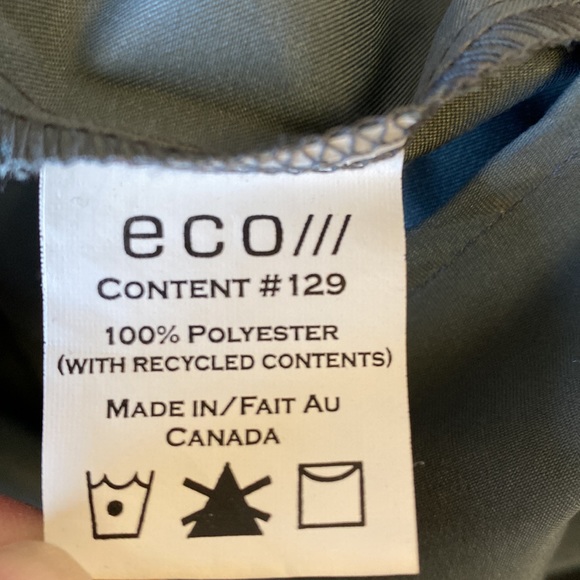 eco///
CONTENT #129
100% POLYESTER
(WITH RECYCLED CONTENTS)
MADE IN/FAIT AU
CANADA